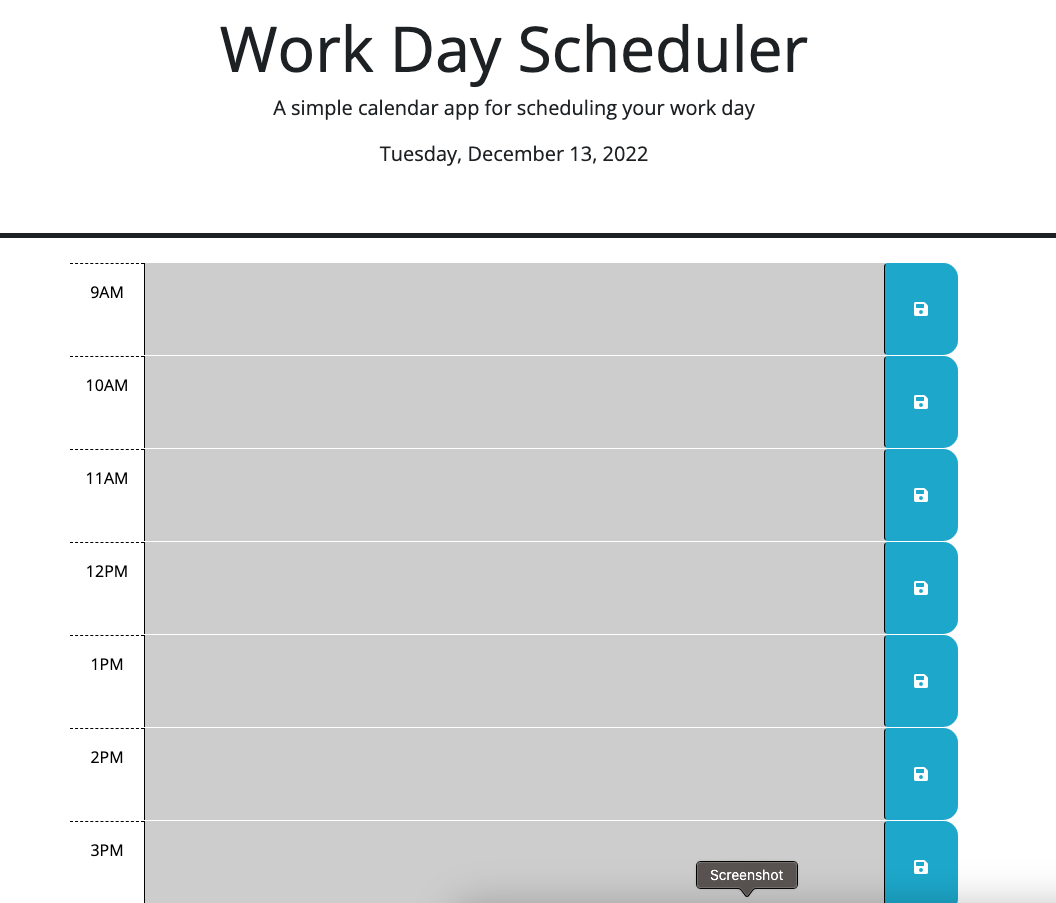 Work Day Scheduler
A simple calendar app for scheduling your work day
Tuesday, December 13, 2022
9AM
10AM
11AM
12PM
1PM
2PM
3PM
Screenshot